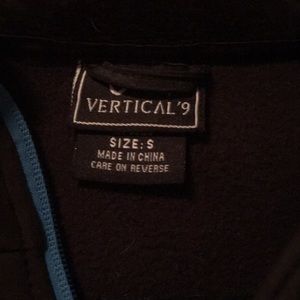 VERTICAL'9
SIZE: S
MADE IN CHINA
CARE ON REVERSE